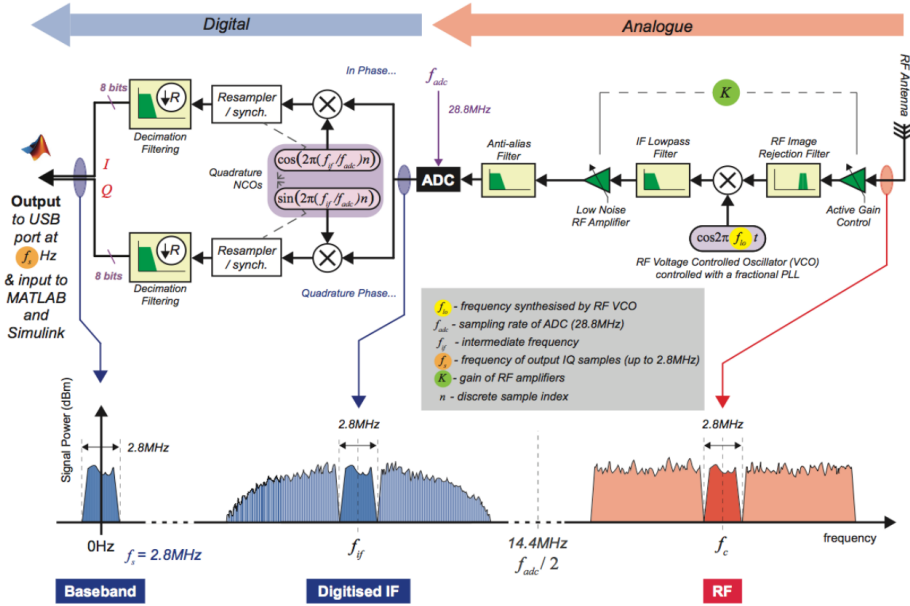 Digital
Analogue
RF Antenna
In Phase...
f_adc
28.8MHz
K
8 bits
R
Decimation
Filtering
Resampler
/ synch.
Quadrature
NCOs
cos(2π(f_if/f_adc)n)
sin(2π(f_if/f_adc)n)
ADC
Anti-alias
Filter
Low Noise
RF Amplifier
IF Lowpass
Filter
RF Image
Rejection Filter
Active Gain
Control
cos2π f_lo t
RF Voltage Controlled Oscillator (VCO)
controlled with a fractional PLL
I
Q
Output
to USB
port at
f_s Hz
& input to
MATLAB
and
Simulink
8 bits
R
Decimation
Filtering
Resampler
/ synch.
Quadrature Phase...
f_lo - frequency synthesised by RF VCO
f_adc - sampling rate of ADC (28.8MHz)
f_if - intermediate frequency
f_s - frequency of output IQ samples (up to 2.8MHz)
K - gain of RF amplifiers
n - discrete sample index
Signal Power (dBm)
2.8MHz
2.8MHz
2.8MHz
0Hz
f_s = 2.8MHz
f_if
14.4MHz
f_adc / 2
f_c
frequency
Baseband
Digitised IF
RF